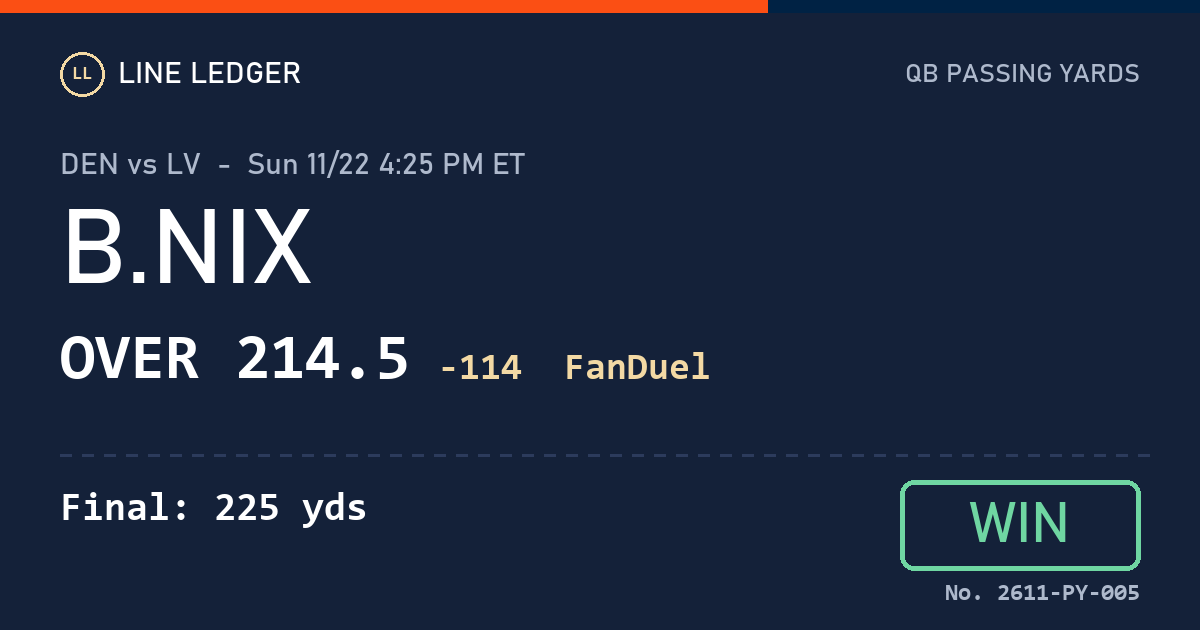 LL LINE LEDGER
QB PASSING YARDS
DEN vs LV - Sun 11/22 4:25 PM ET
B.NIX
OVER 214.5 -114 FanDuel
Final: 225 yds
WIN
No. 2611-PY-005